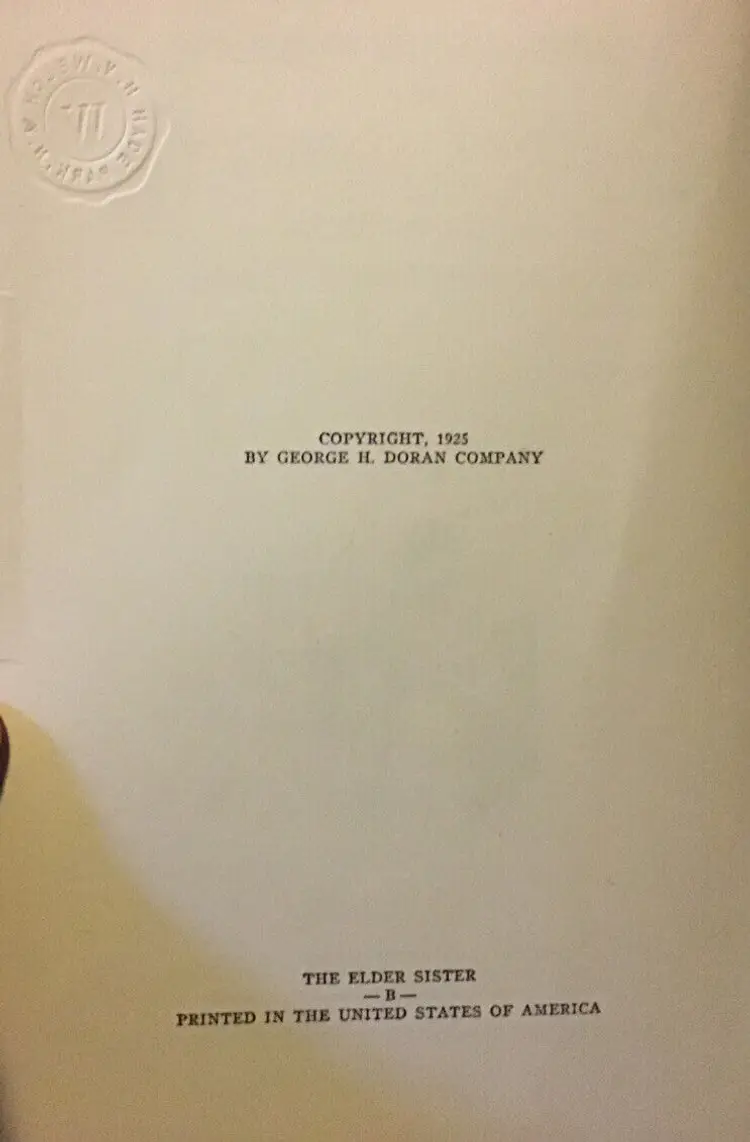 COPYRIGHT, 1925
BY GEORGE H. DORAN COMPANY
THE ELDER SISTER
— B —
PRINTED IN THE UNITED STATES OF AMERICA